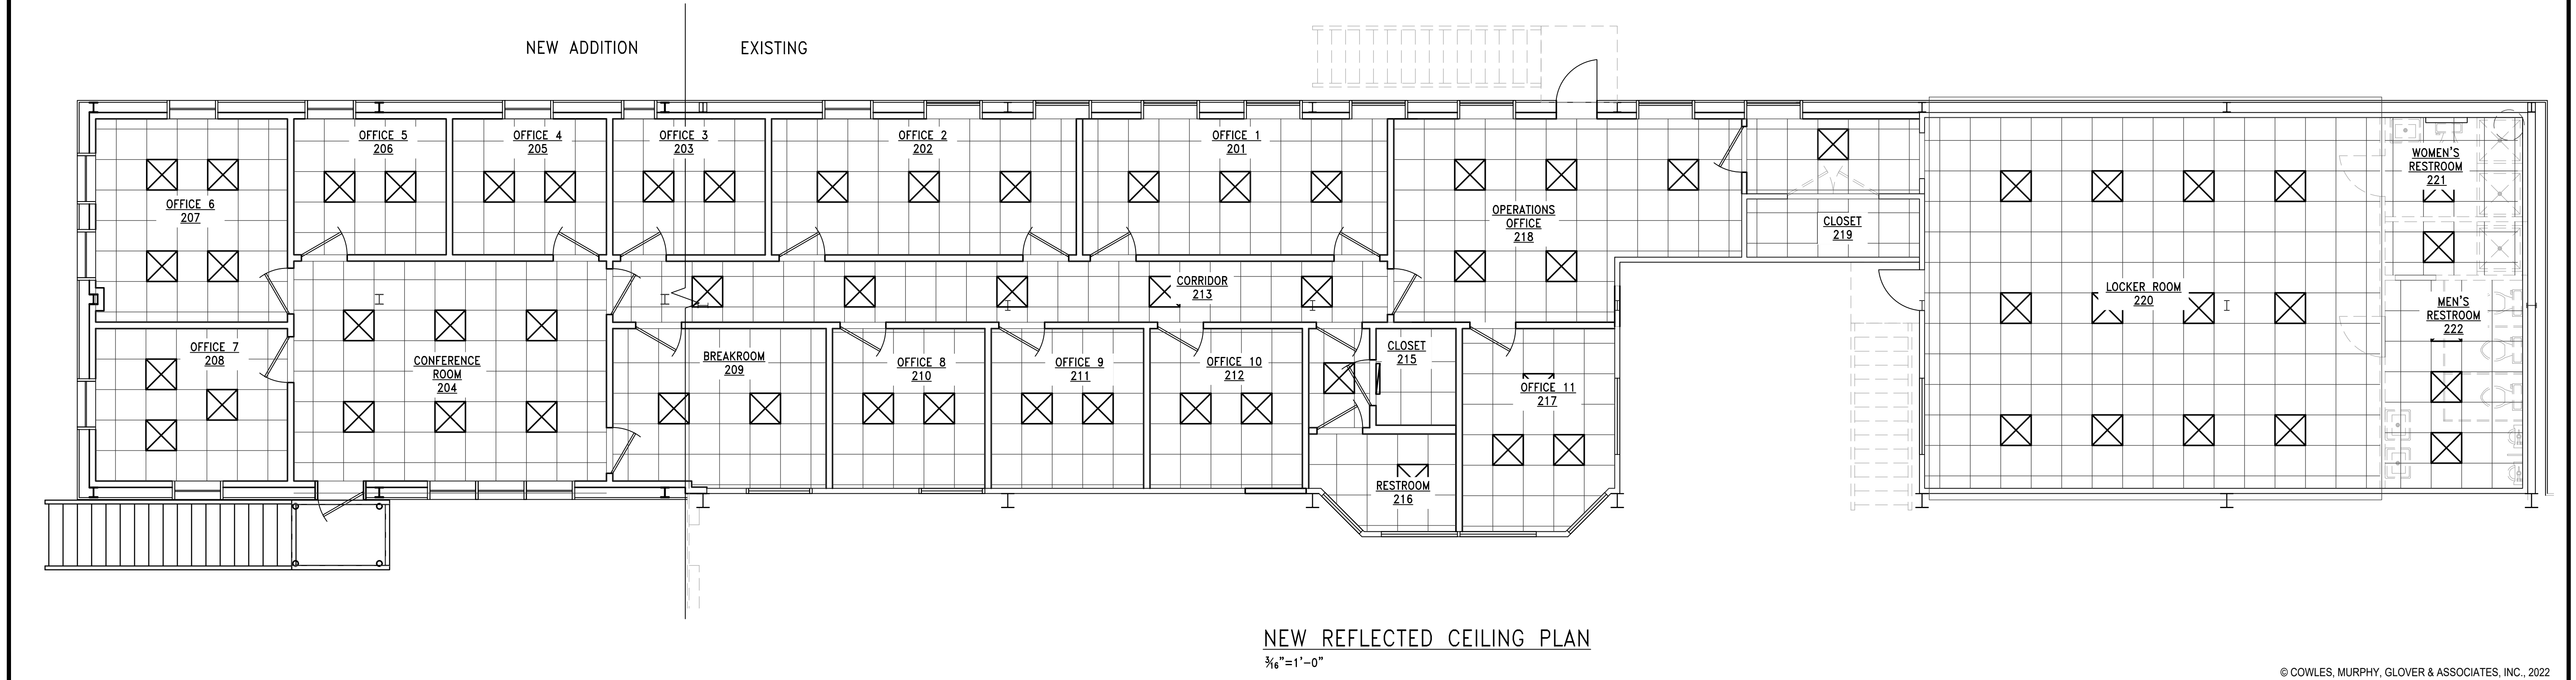 NEW ADDITION
EXISTING
OFFICE 5
206
OFFICE 4
205
OFFICE 3
203
OFFICE 2
202
OFFICE 1
201
WOMEN'S
RESTROOM
221
OFFICE 6
207
OPERATIONS
OFFICE
218
CLOSET
219
CORRIDOR
213
LOCKER ROOM
220
MEN'S
RESTROOM
222
OFFICE 7
208
CONFERENCE
ROOM
204
BREAKROOM
209
OFFICE 8
210
OFFICE 9
211
OFFICE 10
212
CLOSET
215
OFFICE 11
217
RESTROOM
216
NEW REFLECTED CEILING PLAN
3/16"=1'-0"
© COWLES, MURPHY, GLOVER & ASSOCIATES, INC., 2022